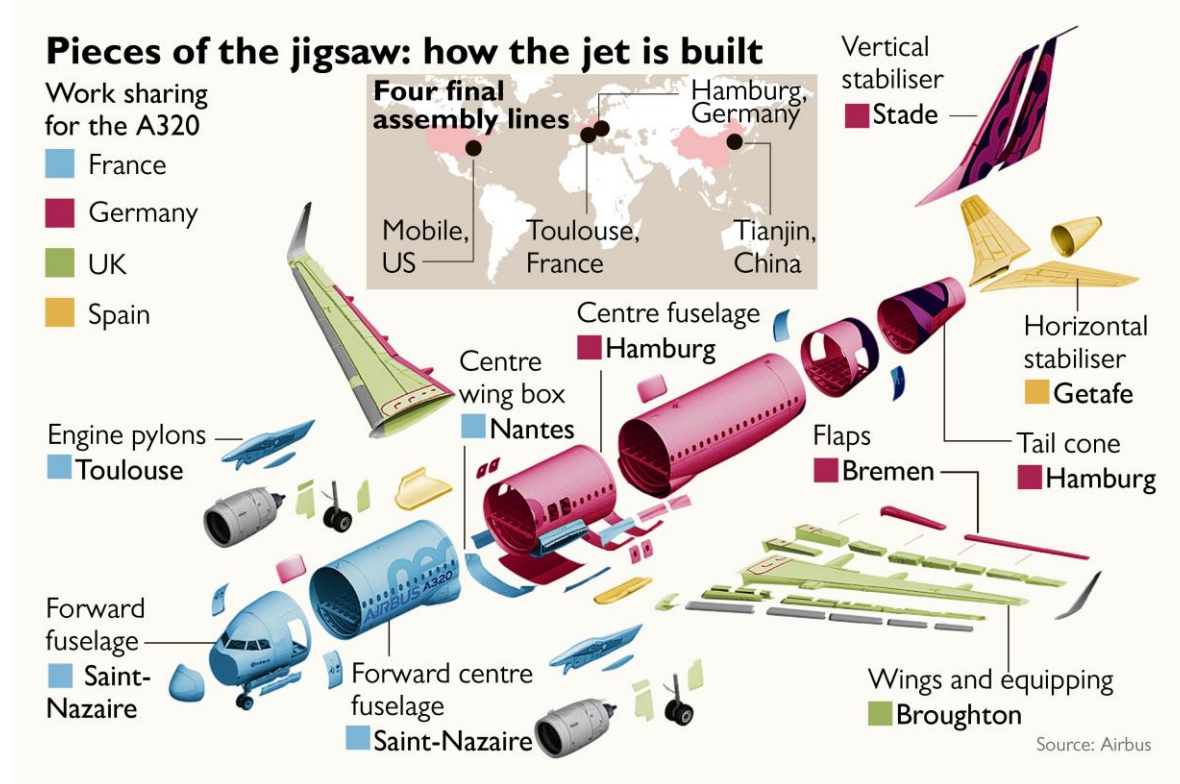 Pieces of the jigsaw: how the jet is built
Work sharing
for the A320
France
Germany
UK
Spain
Four final
assembly lines
Hamburg,
Germany
Mobile,
US
Toulouse,
France
Tianjin,
China
Vertical
stabiliser
Stade
Horizontal
stabiliser
Getafe
Centre fuselage
Hamburg
Centre
wing box
Nantes
Engine pylons
Toulouse
Flaps
Bremen
Tail cone
Hamburg
AIRBUS A320
neo
AIRBUS
Forward
fuselage
Saint-
Nazaire
Forward centre
fuselage
Saint-Nazaire
Wings and equipping
Broughton
Source: Airbus